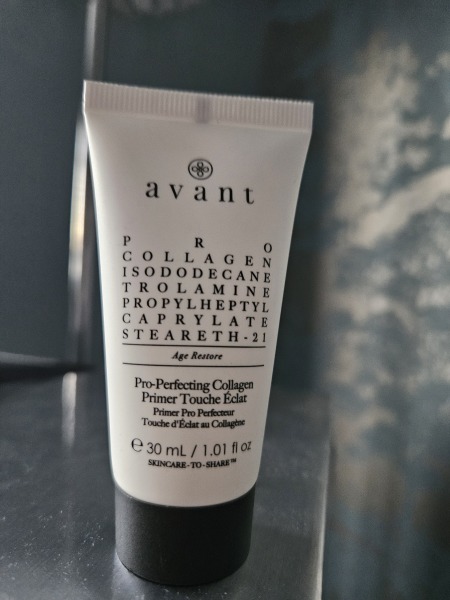 avant
PRO
COLLAGEN
ISODODECANE
TROLAMINE
PROPYLHEPTYL
CAPRYLATE
STEARETH-21
Age Restore
Pro-Perfecting Collagen
Primer Touche Éclat
Primer Pro Perfecteur
Touche d'Éclat au Collagène
℮ 30 mL / 1.01 fl oz
SKINCARE-TO-SHARE™